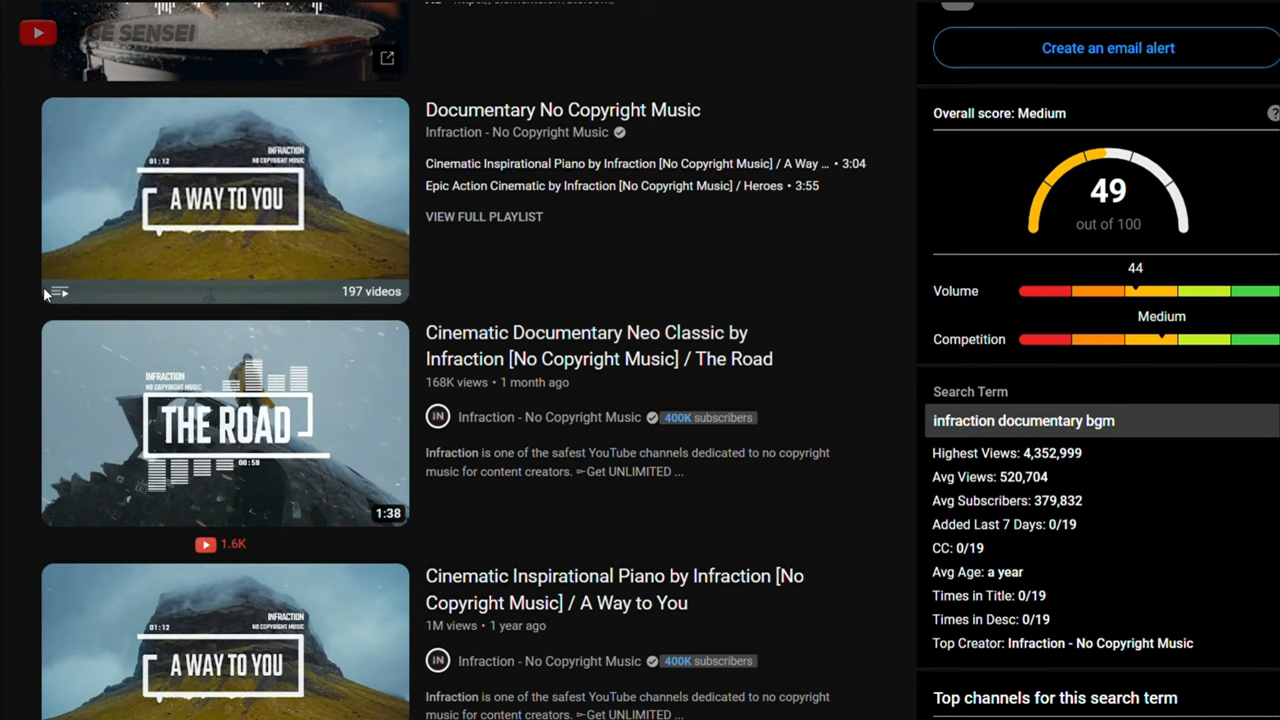 GE SENSEI
Documentary No Copyright Music
Infraction - No Copyright Music
Cinematic Inspirational Piano by Infraction [No Copyright Music] / A Way ... • 3:04
Epic Action Cinematic by Infraction [No Copyright Music] / Heroes • 3:55
VIEW FULL PLAYLIST
01:12
INFRACTION
NO COPYRIGHT MUSIC
A WAY TO YOU
197 videos
Cinematic Documentary Neo Classic by
Infraction [No Copyright Music] / The Road
168K views • 1 month ago
IN Infraction - No Copyright Music 400K subscribers
Infraction is one of the safest YouTube channels dedicated to no copyright
music for content creators. ➳Get UNLIMITED ...
INFRACTION
NO COPYRIGHT MUSIC
THE ROAD
00:59
1:38
1.6K
Cinematic Inspirational Piano by Infraction [No
Copyright Music] / A Way to You
1M views • 1 year ago
IN Infraction - No Copyright Music 400K subscribers
Infraction is one of the safest YouTube channels dedicated to no copyright
music for content creators. ➳Get UNLIMITED ...
01:12
INFRACTION
NO COPYRIGHT MUSIC
A WAY TO YOU
Create an email alert
Overall score: Medium
?
49
out of 100
44
Volume
Medium
Competition
Search Term
infraction documentary bgm
Highest Views: 4,352,999
Avg Views: 520,704
Avg Subscribers: 379,832
Added Last 7 Days: 0/19
CC: 0/19
Avg Age: a year
Times in Title: 0/19
Times in Desc: 0/19
Top Creator: Infraction - No Copyright Music
Top channels for this search term